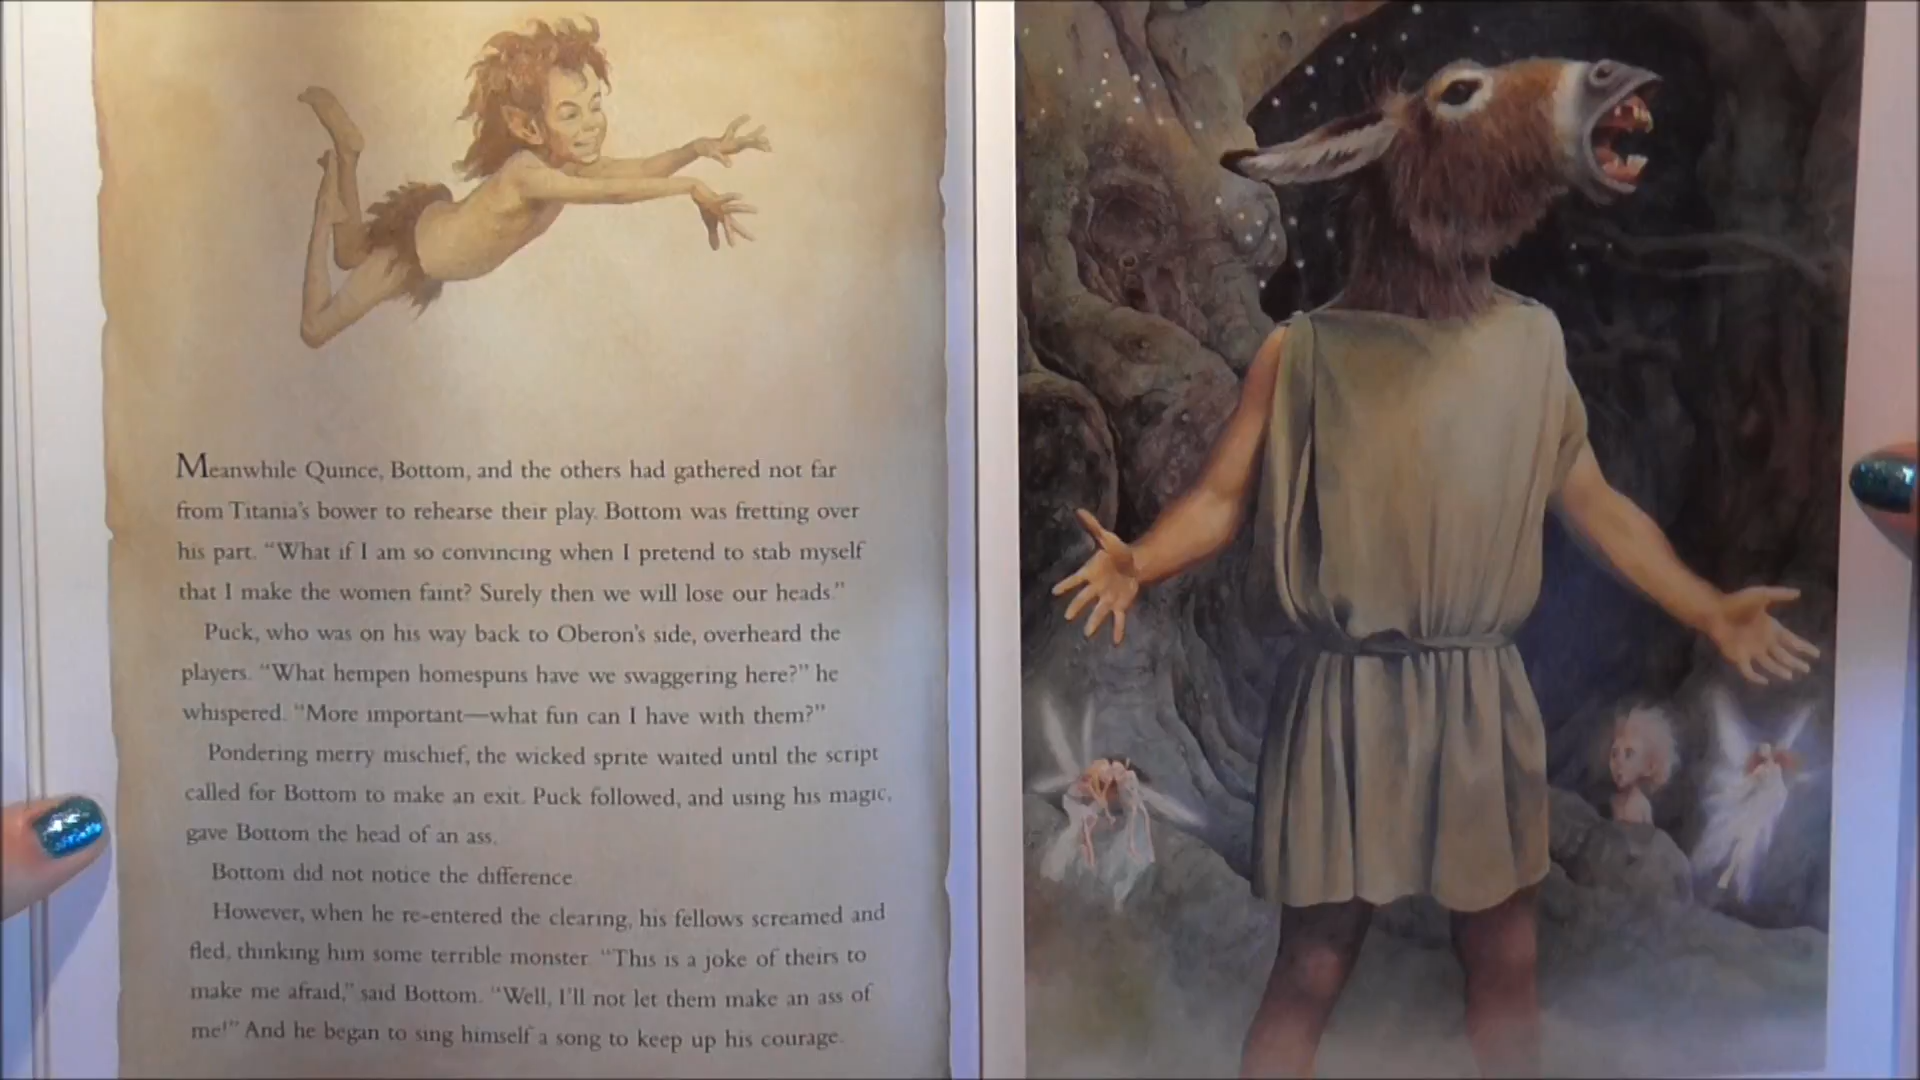 Meanwhile Quince, Bottom, and the others had gathered not far
from Titania's bower to rehearse their play. Bottom was fretting over
his part. “What if I am so convincing when I pretend to stab myself
that I make the women faint? Surely then we will lose our heads.”
Puck, who was on his way back to Oberon's side, overheard the
players. “What hempen homespuns have we swaggering here?” he
whispered. “More important—what fun can I have with them?”
Pondering merry mischief, the wicked sprite waited until the script
called for Bottom to make an exit. Puck followed, and using his magic,
gave Bottom the head of an ass.
Bottom did not notice the difference.
However, when he re-entered the clearing, his fellows screamed and
fled, thinking him some terrible monster. “This is a joke of theirs to
make me afraid,” said Bottom. “Well, I'll not let them make an ass of
me!” And he began to sing himself a song to keep up his courage.